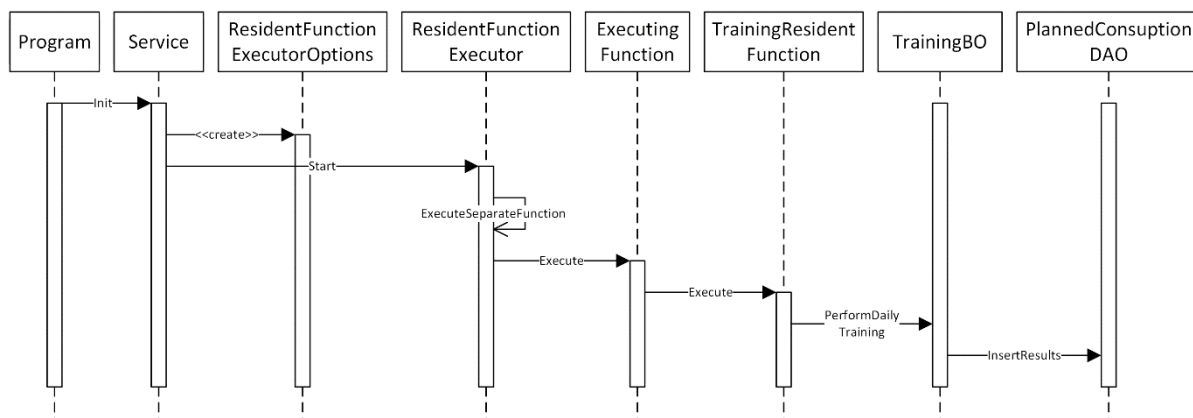 Program
Service
ResidentFunction
ExecutorOptions
ResidentFunction
Executor
Executing
Function
TrainingResident
Function
TrainingBO
PlannedConsuption
DAO
Init
<<create>>
Start
ExecuteSeparateFunction
Execute
Execute
PerformDaily
Training
InsertResults